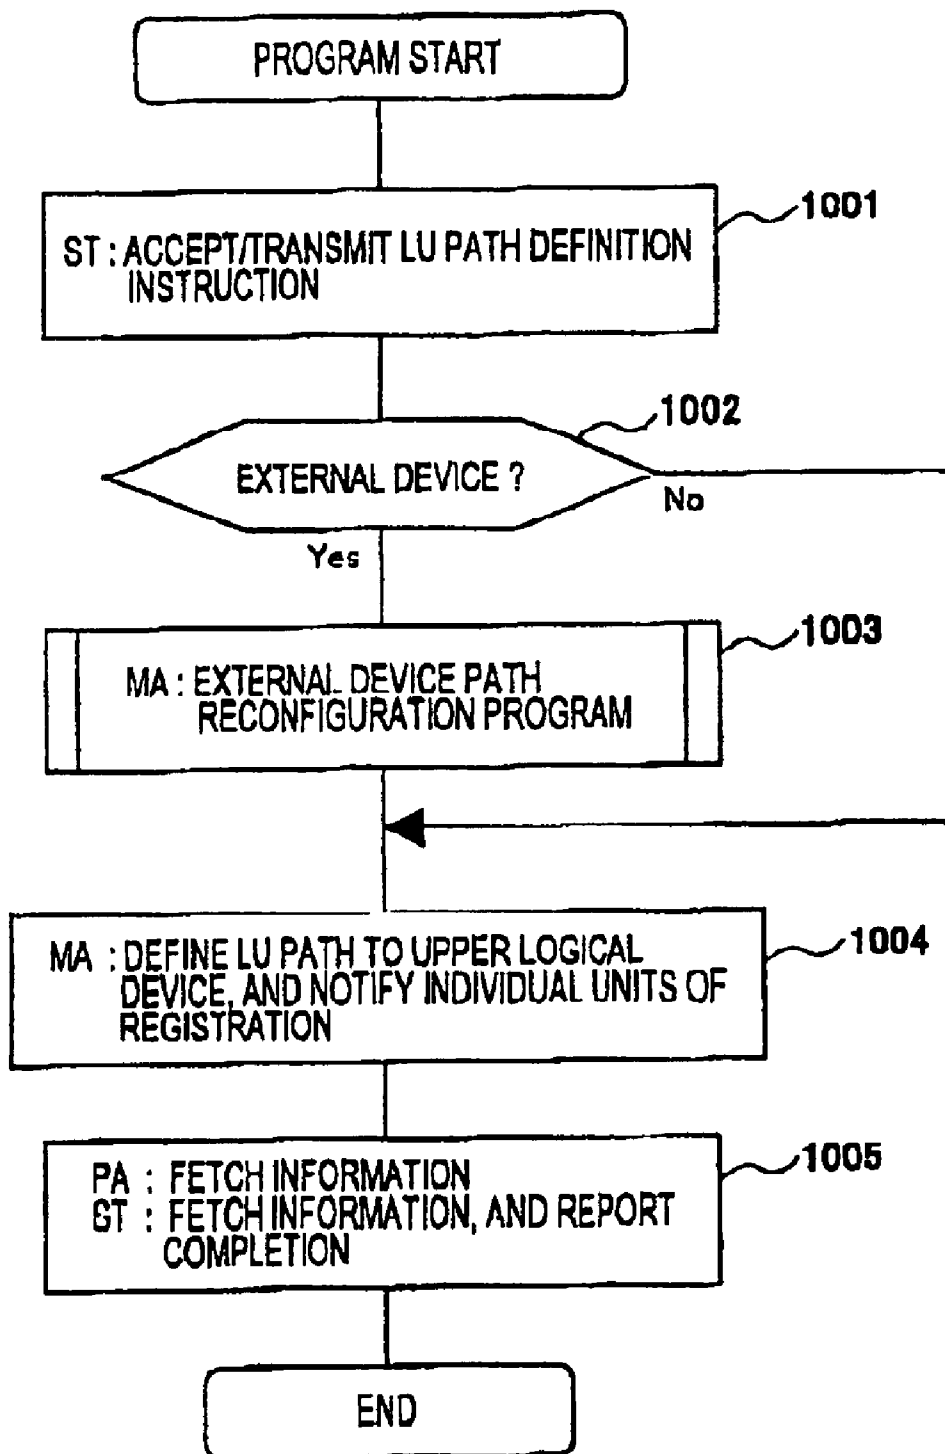 PROGRAM START
1001
ST : ACCEPT/TRANSMIT LU PATH DEFINITION
INSTRUCTION
1002
EXTERNAL DEVICE ?
No
Yes
1003
MA : EXTERNAL DEVICE PATH
RECONFIGURATION PROGRAM
1004
MA : DEFINE LU PATH TO UPPER LOGICAL
DEVICE, AND NOTIFY INDIVIDUAL UNITS OF
REGISTRATION
1005
PA : FETCH INFORMATION
ST : FETCH INFORMATION, AND REPORT
COMPLETION
END